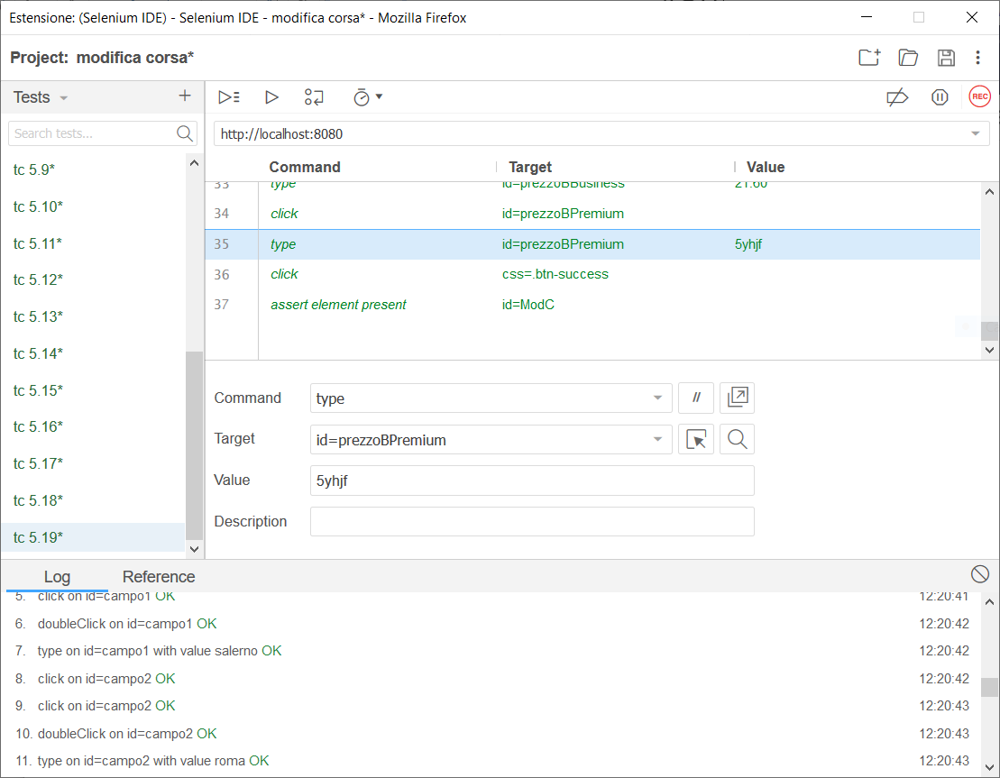 Estensione: (Selenium IDE) - Selenium IDE - modifica corsa* - Mozilla Firefox
Project: modifica corsa*
Tests
REC
Search tests...
http://localhost:8080
Command Target Value
tc 5.9*
tc 5.10*
tc 5.11*
tc 5.12*
tc 5.13*
tc 5.14*
tc 5.15*
tc 5.16*
tc 5.17*
tc 5.18*
tc 5.19*
33 type id=prezzoBBusiness 21.60
34 click id=prezzoBPremium
35 type id=prezzoBPremium 5yhjf
36 click css=.btn-success
37 assert element present id=ModC
Command type //
Target id=prezzoBPremium
Value 5yhjf
Description
Log Reference
5. click on id=campo1 OK 12:20:41
6. doubleClick on id=campo1 OK 12:20:42
7. type on id=campo1 with value salerno OK 12:20:42
8. click on id=campo2 OK 12:20:42
9. click on id=campo2 OK 12:20:43
10. doubleClick on id=campo2 OK 12:20:43
11. type on id=campo2 with value roma OK 12:20:43